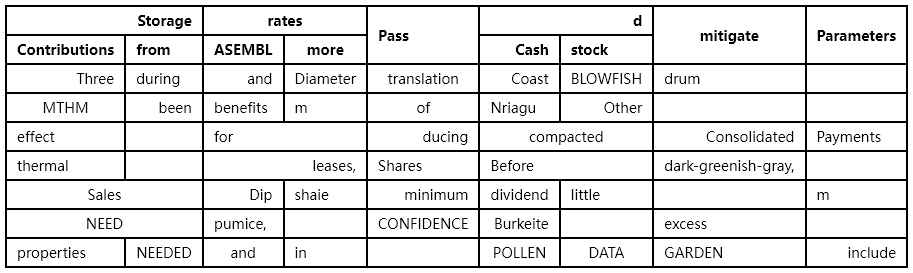 Storage rates Pass d mitigate Parameters
Contributions from ASEMBL more Cash stock
Three during and Diameter translation Coast BLOWFISH drum
MTHM been benefits m of Nriagu Other
effect for ducing compacted Consolidated Payments
thermal leases, Shares Before dark-greenish-gray,
Sales Dip shaie minimum dividend little m
NEED pumice, CONFIDENCE Burkeite excess
properties NEEDED and in POLLEN DATA GARDEN include